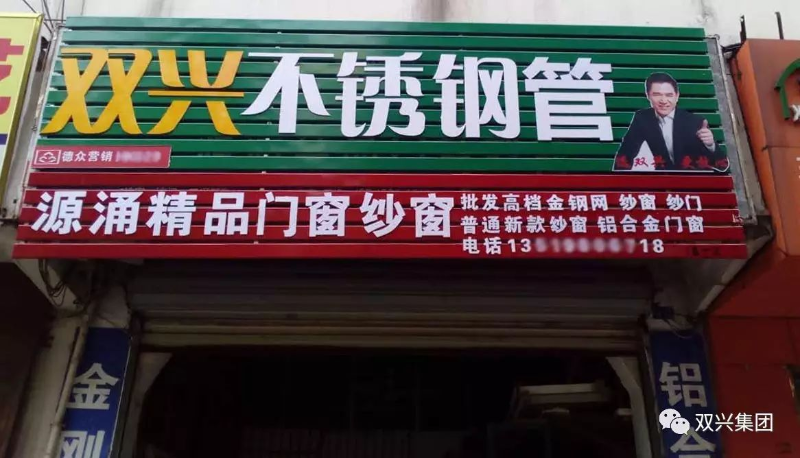 双兴不锈钢管
德众营销
选双兴 更放心
源涌精品门窗纱窗
批发高档金钢网 纱窗 纱门
普通新款纱窗 铝合金门窗
电话 13 18
金刚
铝合
双兴集团